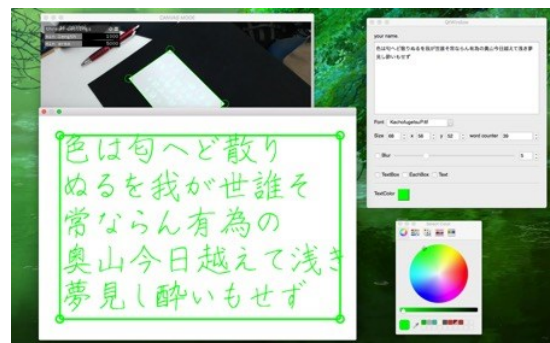 色は匂へど散り
ぬるを我が世誰そ
常ならん有為の
奥山今日越えて浅き
夢見し酔いもせず
your name.
色は匂へど散りぬるを我が世誰そ常ならん有為の奥山今日越えて浅き夢
見し酔いもせず
Font
Size x y word counter 39
Blur 5
TextBox EachBox Text
TextColor